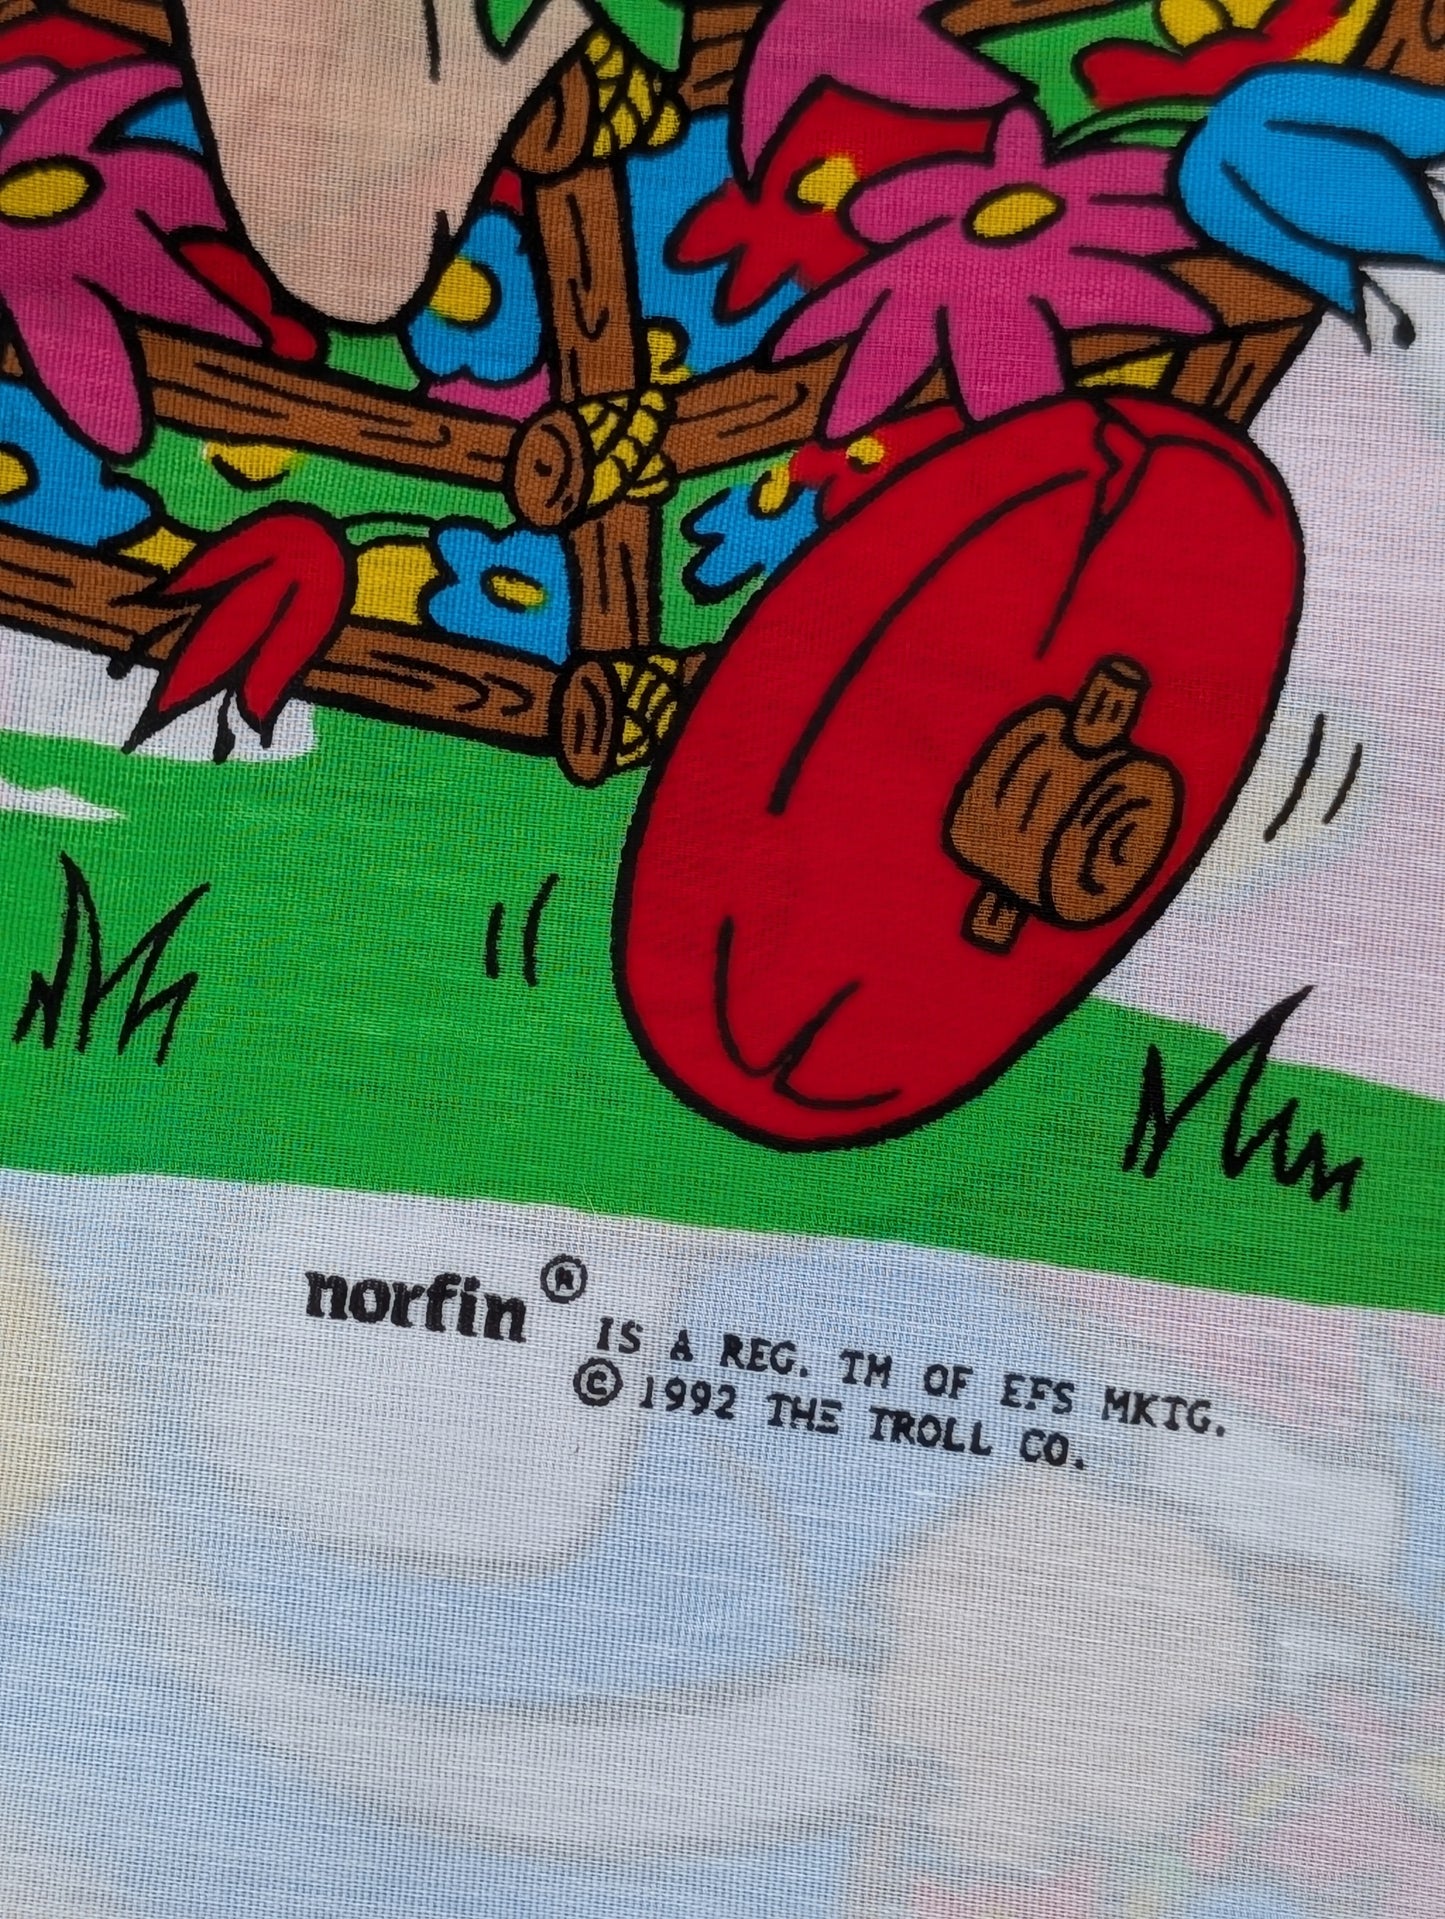 norfin® IS A REG. TM OF EFS MKTG.
© 1992 THE TROLL CO.